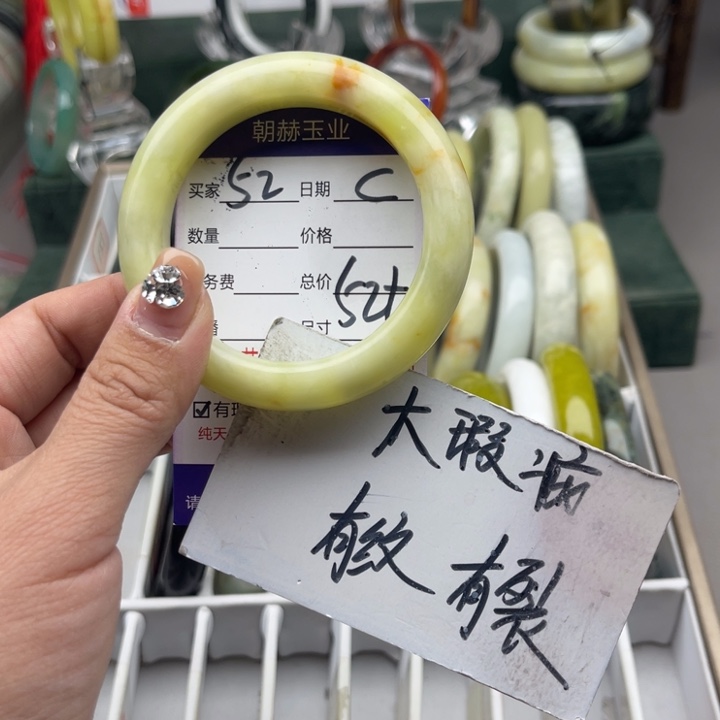 朝赫玉业
买家 52 日期 C
数量 价格
务费 总价 52+
尺寸
有瑕
纯天
请
大瑕疵
有纹 有裂